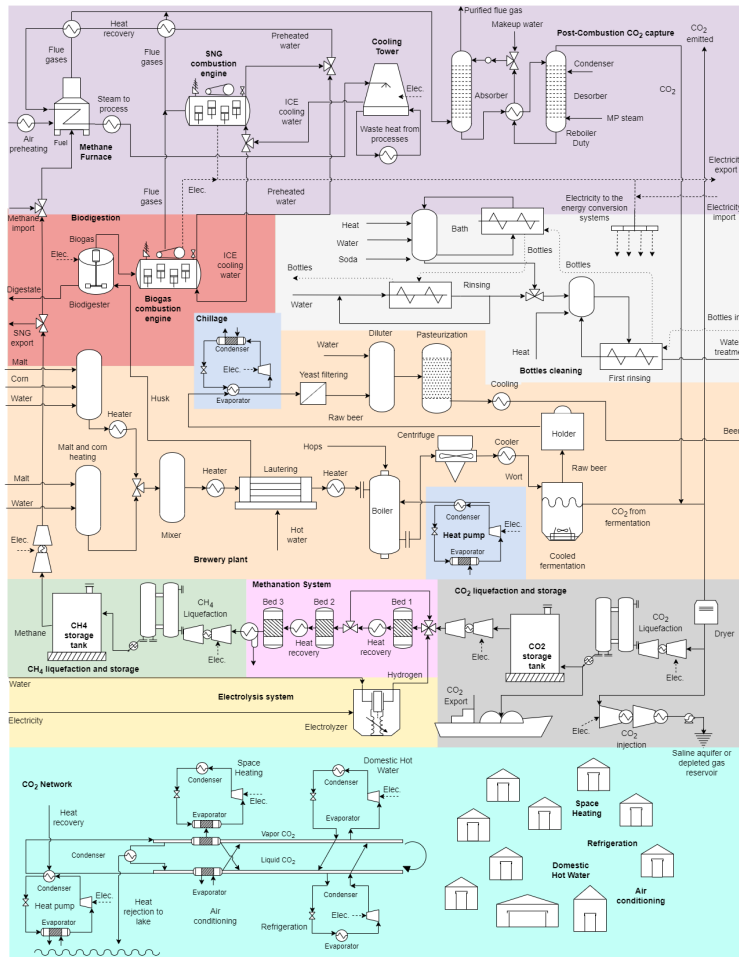 Purified flue gas
Makeup water
Post-Combustion CO₂ capture
CO₂
emitted
Heat
recovery
Preheated
water
SNG
combustion
engine
Cooling
Tower
Flue
gases
Flue
gases
Condenser
Absorber
Desorber
CO₂
Elec.
Steam to
process
ICE
cooling
water
MP steam
Waste heat from
processes
Reboiler
Duty
Air
preheating
Fuel
Methane
Furnace
Flue
gases
Elec.
Preheated
water
Electricity
export
Electricity to the
energy conversion
systems
Methane
import
Electricity
import
Biodigestion
Biogas
Elec.
ICE
cooling
water
Heat
Water
Soda
Bath
Bottles
Bottles
Bottles
Digestate
Biodigester
Biogas
combustion
engine
Water
Rinsing
SNG
export
Chillage
Condenser
Elec.
Evaporator
Heat
Bottles cleaning
First rinsing
Bottles in
Wate
treatme
Malt
Corn
Water
Husk
Heater
Malt and corn
heating
Water
Diluter
Pasteurization
Yeast filtering
Raw beer
Cooling
Beer
Holder
Raw beer
Malt
Water
Elec.
Mixer
Heater
Lautering
Hot
water
Heater
Hops
Boiler
Centrifuge
Cooler
Wort
Condenser
Heat pump
Elec.
Evaporator
Cooled
fermentation
CO₂ from
fermentation
Brewery plant
Methane
CH4
storage
tank
CH₄
Liquefaction
Elec.
CH₄ liquefaction and storage
Methanation System
Bed 3
Bed 2
Bed 1
Heat
recovery
Heat
recovery
CO₂ liquefaction and storage
Elec.
CO2
storage
tank
CO₂
Liquefaction
Elec.
Dryer
Hydrogen
Water
Electrolysis system
Electricity
Electrolyzer
CO₂
Export
Elec.
CO₂
injection
Saline aquifer or
depleted gas
reservoir
CO₂ Network
Space
Heating
Condenser
Elec.
Evaporator
Domestic Hot
Water
Condenser
Elec.
Evaporator
Heat
recovery
Vapor CO₂
Liquid CO₂
Condenser
Condenser
Heat pump
Elec.
Evaporator
Heat
rejection to
lake
Evaporator
Air
conditioning
Condenser
Elec.
Refrigeration
Evaporator
Space
Heating
Refrigeration
Domestic
Hot Water
Air
conditioning